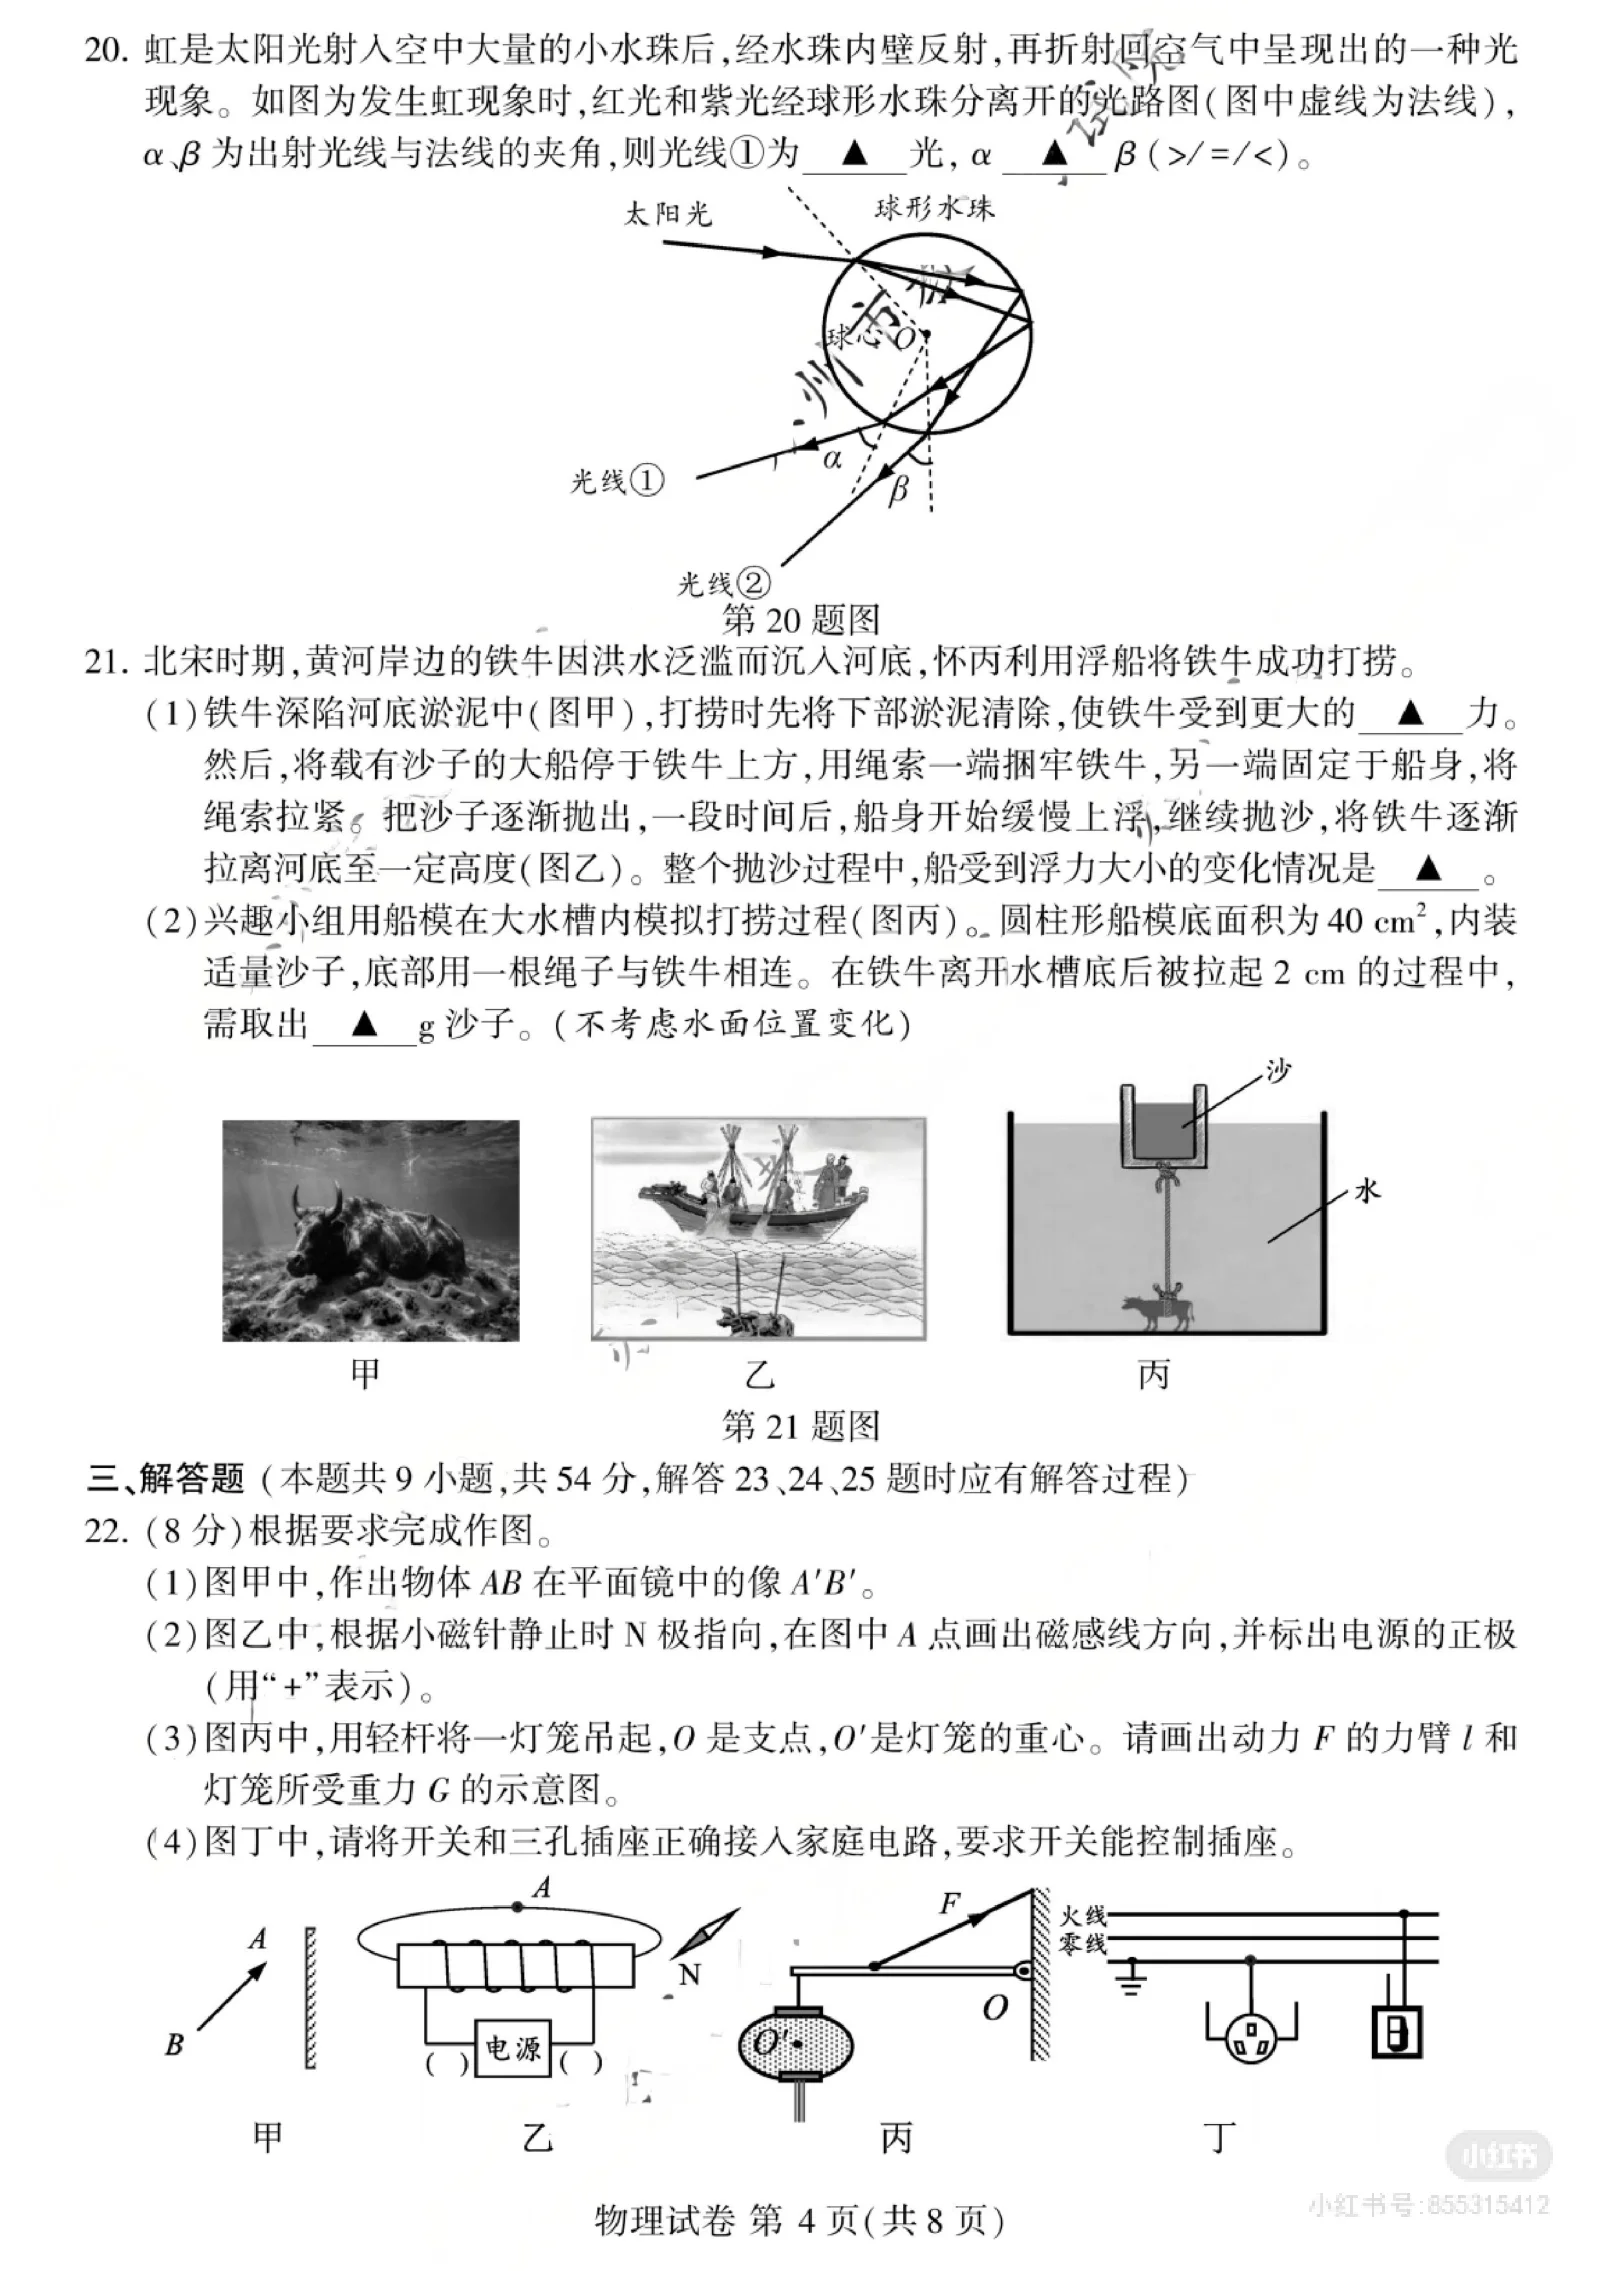 20. 虹是太阳光射入空中大量的小水珠后,经水珠内壁反射,再折射回空气中呈现出的一种光
现象。如图为发生虹现象时,红光和紫光经球形水珠分离开的光路图(图中虚线为法线),
α、β 为出射光线与法线的夹角,则光线①为 ▲ 光, α ▲ β (>/=/<)。
太阳光
球形水珠
球心 O
α
光线①
β
光线②
第 20 题图
21. 北宋时期,黄河岸边的铁牛因洪水泛滥而沉入河底,怀丙利用浮船将铁牛成功打捞。
(1)铁牛深陷河底淤泥中(图甲),打捞时先将下部淤泥清除,使铁牛受到更大的 ▲ 力。
然后,将载有沙子的大船停于铁牛上方,用绳索一端捆牢铁牛,另一端固定于船身,将
绳索拉紧。把沙子逐渐抛出,一段时间后,船身开始缓慢上浮,继续抛沙,将铁牛逐渐
拉离河底至一定高度(图乙)。整个抛沙过程中,船受到浮力大小的变化情况是 ▲ 。
(2)兴趣小组用船模在大水槽内模拟打捞过程(图丙)。圆柱形船模底面积为 40 cm²,内装
适量沙子,底部用一根绳子与铁牛相连。在铁牛离开水槽底后被拉起 2 cm 的过程中,
需取出 ▲ g 沙子。(不考虑水面位置变化)
沙
水
甲 乙 丙
第 21 题图
三、解答题 (本题共 9 小题,共 54 分,解答 23、24、25 题时应有解答过程)
22. (8 分)根据要求完成作图。
(1)图甲中,作出物体 AB 在平面镜中的像 A′B′。
(2)图乙中,根据小磁针静止时 N 极指向,在图中 A 点画出磁感线方向,并标出电源的正极
(用“+”表示)。
(3)图丙中,用轻杆将一灯笼吊起,O 是支点,O′是灯笼的重心。请画出动力 F 的力臂 l 和
灯笼所受重力 G 的示意图。
(4)图丁中,请将开关和三孔插座正确接入家庭电路,要求开关能控制插座。
A
B
A
N
( ) 电源 ( )
F
O
O′
火线
零线
甲 乙 丙 丁
物理试卷 第 4 页(共 8 页)
小红书
小红书号:855315412